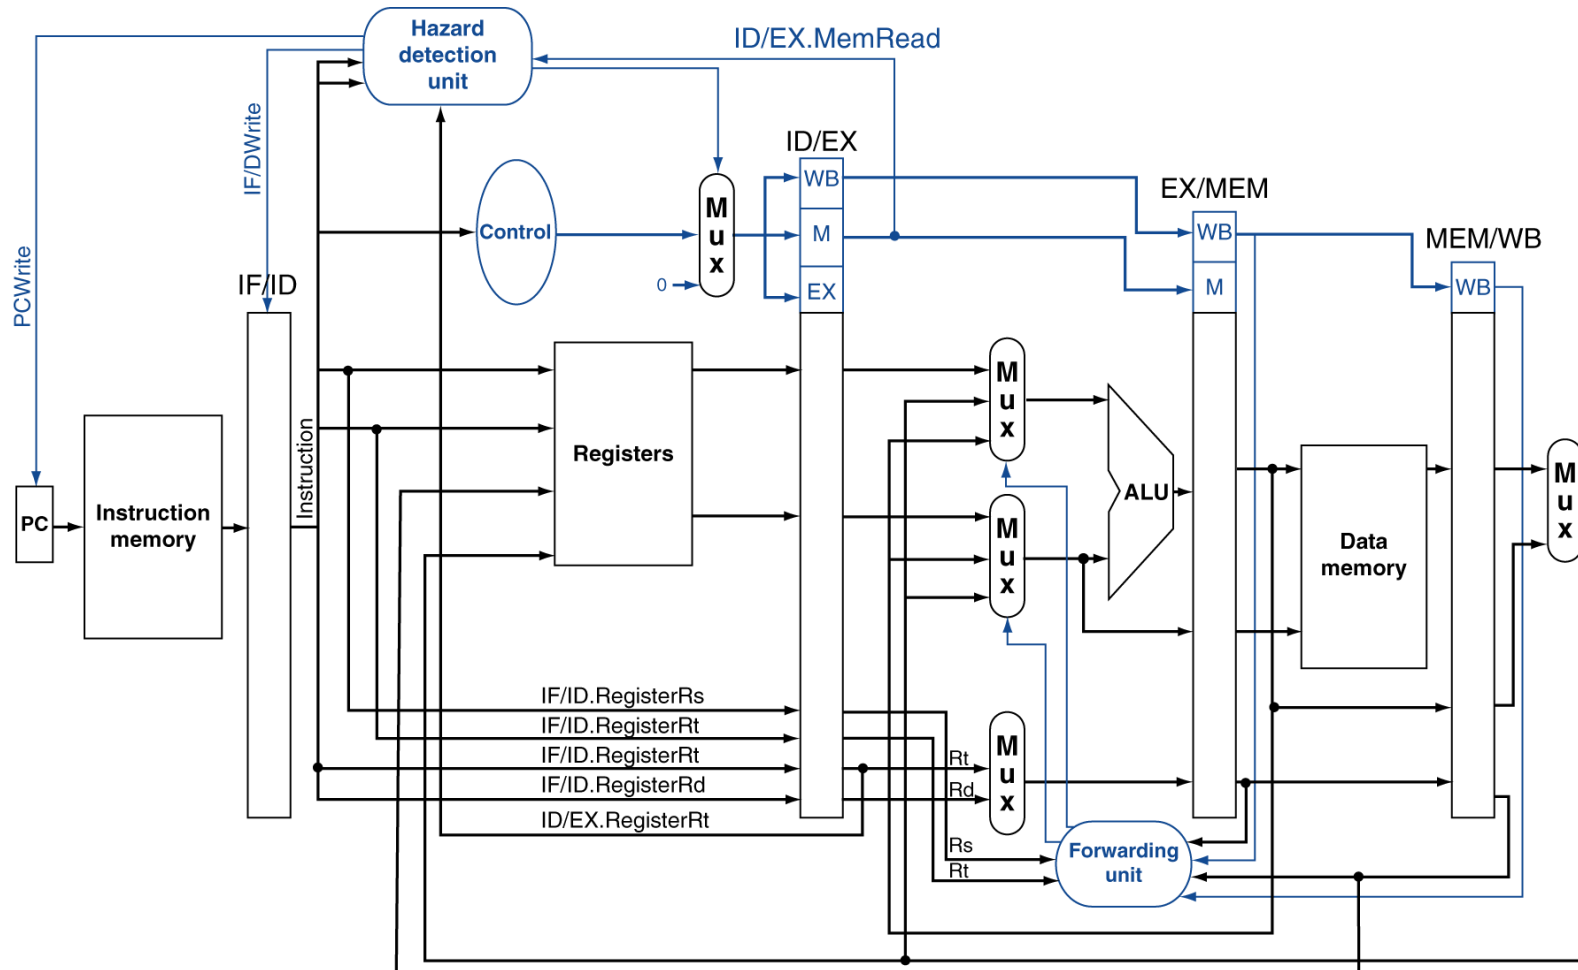 Hazard
detection
unit
ID/EX.MemRead
IF/DWrite
PCWrite
ID/EX
WB
M
EX
Control
M
u
x
0
EX/MEM
WB
M
MEM/WB
WB
IF/ID
Instruction
PC
Instruction
memory
Registers
M
u
x
M
u
x
ALU
Data
memory
M
u
x
IF/ID.RegisterRs
IF/ID.RegisterRt
IF/ID.RegisterRt
IF/ID.RegisterRd
ID/EX.RegisterRt
Rt
Rd
M
u
x
Rs
Rt
Forwarding
unit